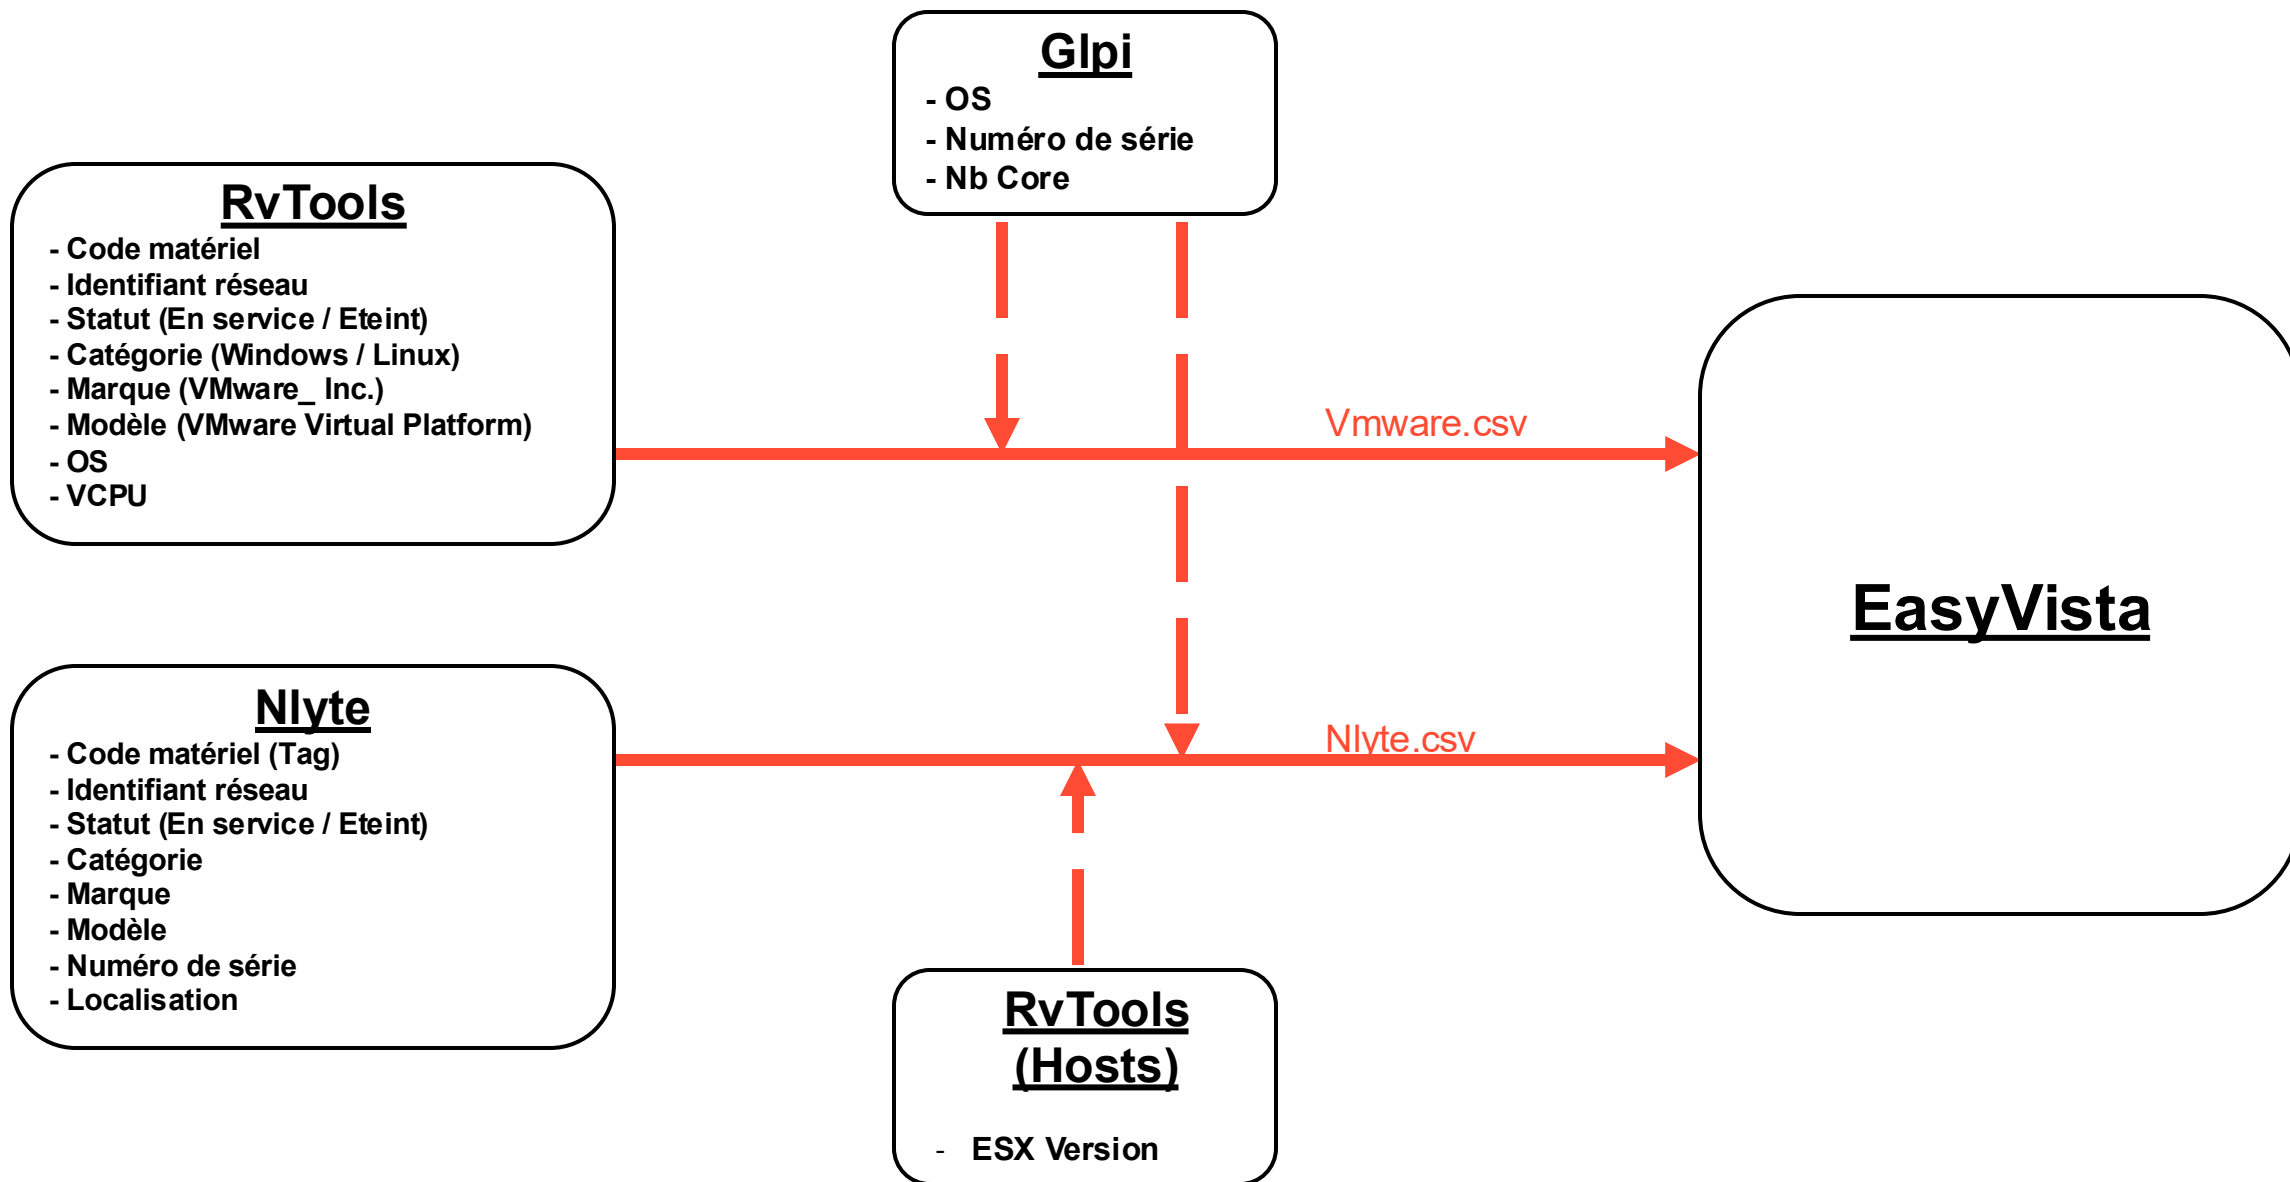 Glpi
- OS
- Numéro de série
- Nb Core
RvTools
- Code matériel
- Identifiant réseau
- Statut (En service / Eteint)
- Catégorie (Windows / Linux)
- Marque (VMware_ Inc.)
- Modèle (VMware Virtual Platform)
- OS
- VCPU
Vmware.csv
EasyVista
Nlyte
- Code matériel (Tag)
- Identifiant réseau
- Statut (En service / Eteint)
- Catégorie
- Marque
- Modèle
- Numéro de série
- Localisation
Nlyte.csv
RvTools
(Hosts)
- ESX Version